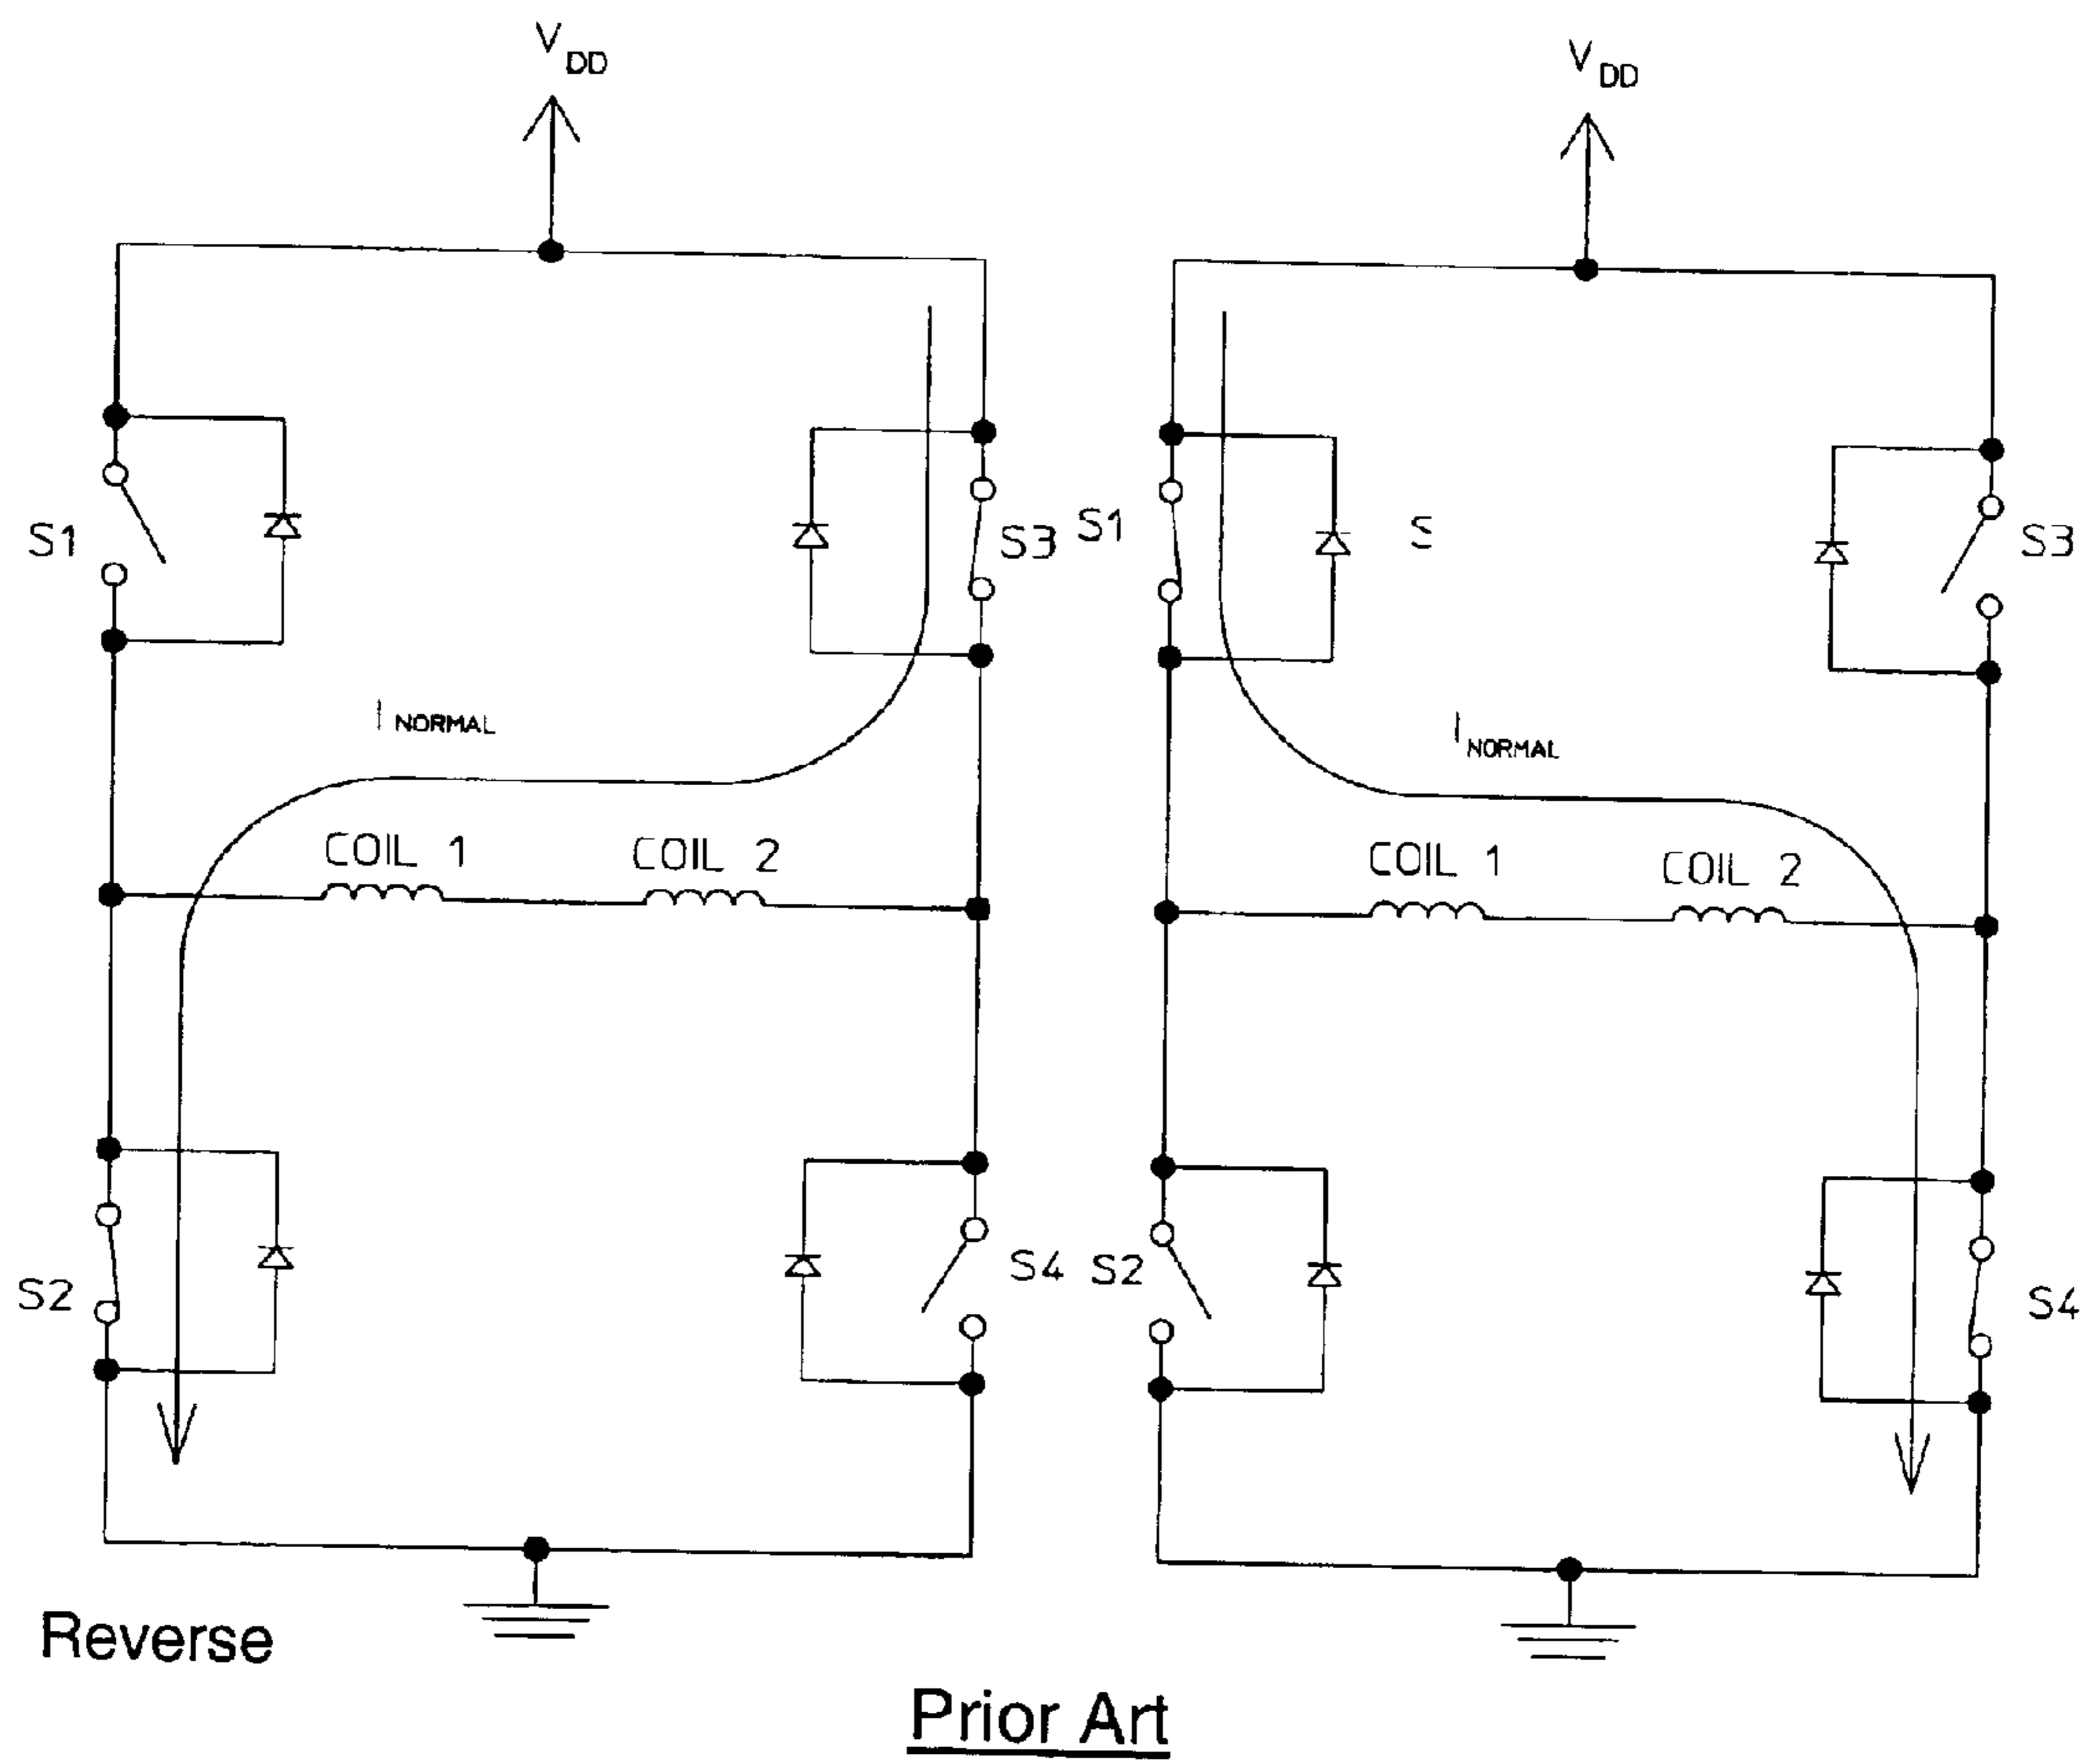 VDD
VDD
S1
S3
S1
S
S3
INORMAL
INORMAL
COIL 1
COIL 2
COIL 1
COIL 2
S2
S4
S2
S4
Reverse
Prior Art